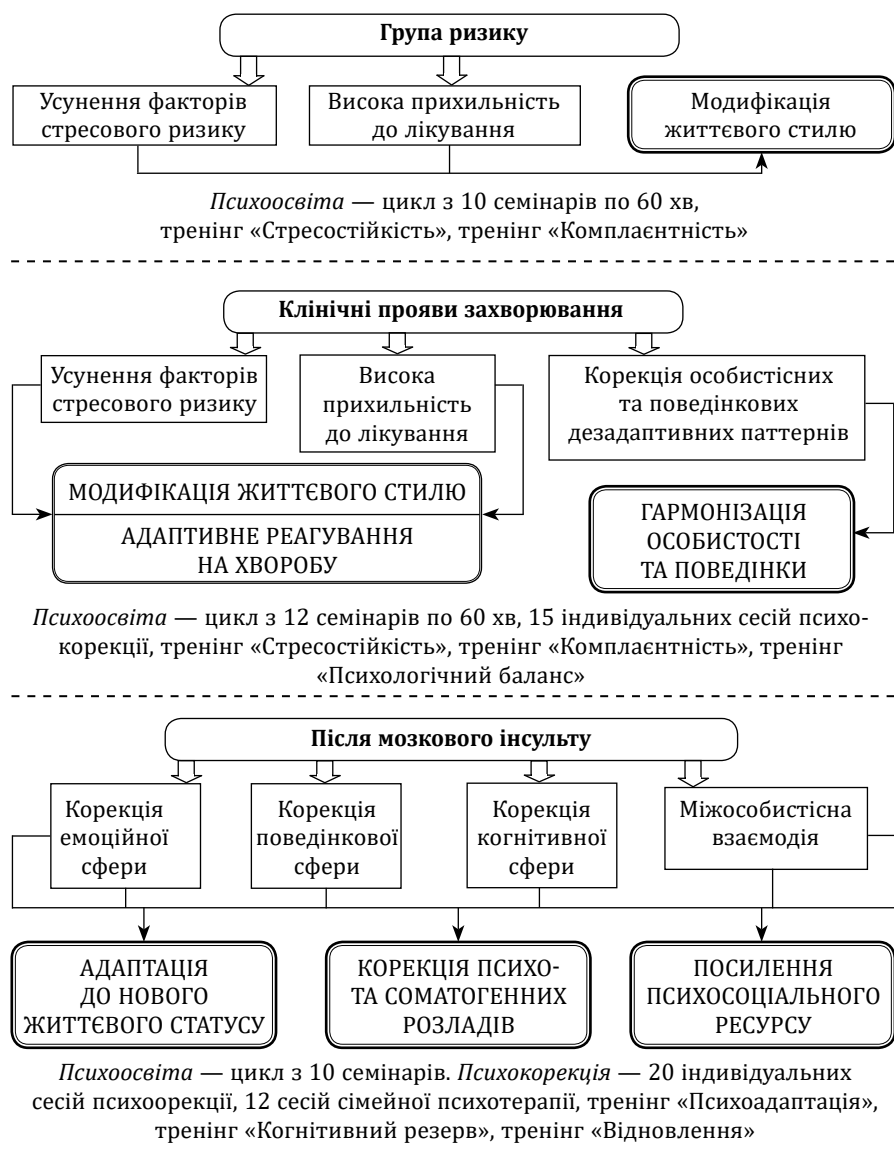 Група ризику
Усунення факторів
стресового ризику
Висока прихильність
до лікування
Модифікація
життєвого стилю
Психоосвіта — цикл з 10 семінарів по 60 хв,
тренінг «Стресостійкість», тренінг «Комплаєнтність»
Клінічні прояви захворювання
Усунення факторів
стресового ризику
Висока
прихильність
до лікування
Корекція особистісних
та поведінкових
дезадаптивних паттернів
МОДИФІКАЦІЯ ЖИТТЄВОГО СТИЛЮ
АДАПТИВНЕ РЕАГУВАННЯ
НА ХВОРОБУ
ГАРМОНІЗАЦІЯ
ОСОБИСТОСТІ
ТА ПОВЕДІНКИ
Психоосвіта — цикл з 12 семінарів по 60 хв, 15 індивідуальних сесій психо-
корекції, тренінг «Стресостійкість», тренінг «Комплаєнтність», тренінг
«Психологічний баланс»
Після мозкового інсульту
Корекція
емоційної
сфери
Корекція
поведінкової
сфери
Корекція
когнітивної
сфери
Міжособистісна
взаємодія
АДАПТАЦІЯ
ДО НОВОГО
ЖИТТЄВОГО СТАТУСУ
КОРЕКЦІЯ ПСИХО-
ТА СОМАТОГЕННИХ
РОЗЛАДІВ
ПОСИЛЕННЯ
ПСИХОСОЦІАЛЬНОГО
РЕСУРСУ
Психоосвіта — цикл з 10 семінарів. Психокорекція — 20 індивідуальних
сесій психоорекції, 12 сесій сімейної психотерапії, тренінг «Психоадаптація»,
тренінг «Когнітивний резерв», тренінг «Відновлення»